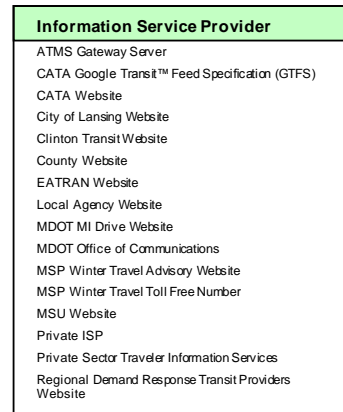 Information Service Provider
ATMS Gateway Server
CATA Google Transit™ Feed Specification (GTFS)
CATA Website
City of Lansing Website
Clinton Transit Website
County Website
EATRAN Website
Local Agency Website
MDOT MI Drive Website
MDOT Office of Communications
MSP Winter Travel Advisory Website
MSP Winter Travel Toll Free Number
MSU Website
Private ISP
Private Sector Traveler Information Services
Regional Demand Response Transit Providers
Website